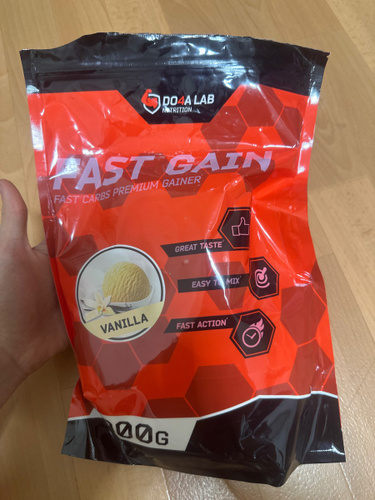 DO4A LAB
NUTRITION
FAST GAIN
FAST CARBS PREMIUM GAINER
GREAT TASTE
EASY TO MIX
FAST ACTION
VANILLA